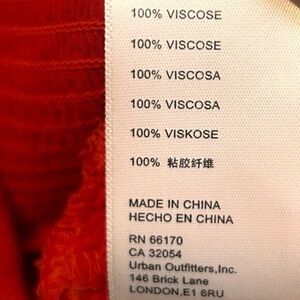 100% VISCOSE
100% VISCOSE
100% VISCOSA
100% VISCOSA
100% VISKOSE
100% 粘胶纤维
MADE IN CHINA
HECHO EN CHINA
RN 66170
CA 32054
Urban Outfitters,Inc.
146 Brick Lane
LONDON,E1 6RU